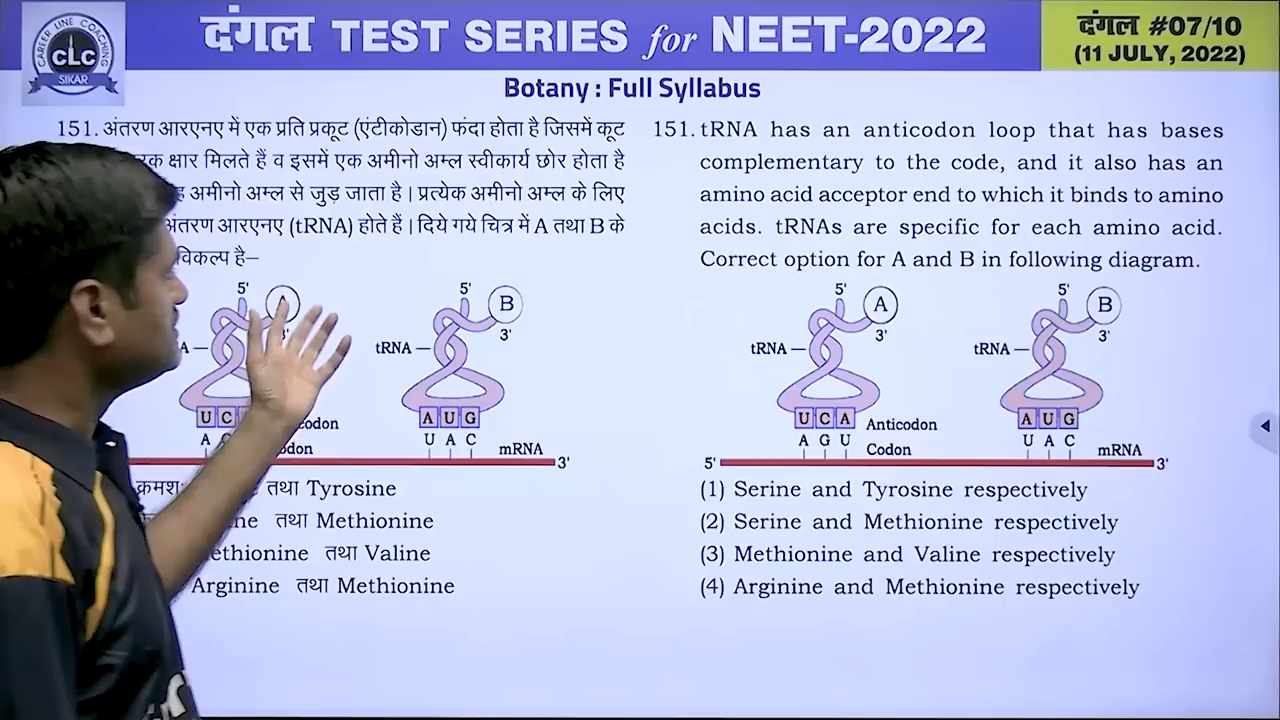 दंगल TEST SERIES for NEET-2022
दंगल #07/10
(11 JULY, 2022)
CAREER LINE COACHING
CLC
SIKAR
Botany : Full Syllabus
151. अंतरण आरएनए में एक प्रति प्रकूट (एंटीकोडान) फंदा होता है जिसमें कूट
क्षार मिलते हैं व इसमें एक अमीनो अम्ल स्वीकार्य छोर होता है
अमीनो अम्ल से जुड़ जाता है। प्रत्येक अमीनो अम्ल के लिए
अंतरण आरएनए (tRNA) होते हैं। दिये गये चित्र में A तथा B के
विकल्प है–
5' A 5' B
3' 3'
tRNA
U C A U G
A U A C mRNA
3'
तथा Tyrosine
तथा Methionine
तथा Valine
Arginine तथा Methionine
151. tRNA has an anticodon loop that has bases
complementary to the code, and it also has an
amino acid acceptor end to which it binds to amino
acids. tRNAs are specific for each amino acid.
Correct option for A and B in following diagram.
5' A 5' B
3' 3'
tRNA tRNA
U C A Anticodon A U G
A G U Codon U A C mRNA
5' 3'
(1) Serine and Tyrosine respectively
(2) Serine and Methionine respectively
(3) Methionine and Valine respectively
(4) Arginine and Methionine respectively